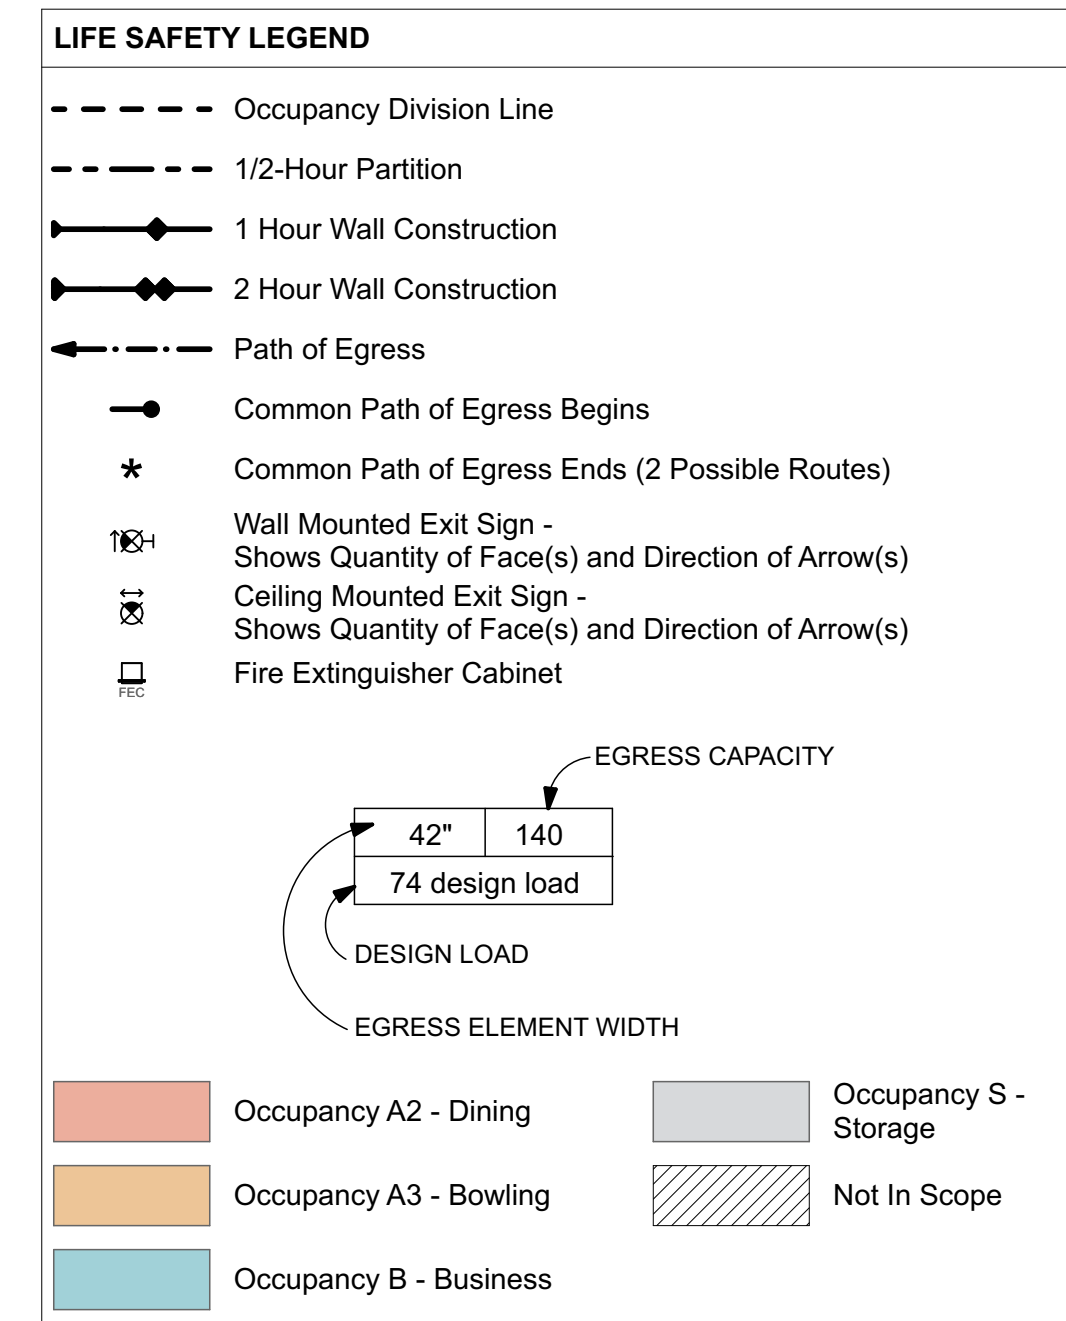 LIFE SAFETY LEGEND
Occupancy Division Line
1/2-Hour Partition
1 Hour Wall Construction
2 Hour Wall Construction
Path of Egress
Common Path of Egress Begins
* Common Path of Egress Ends (2 Possible Routes)
Wall Mounted Exit Sign -
Shows Quantity of Face(s) and Direction of Arrow(s)
Ceiling Mounted Exit Sign -
Shows Quantity of Face(s) and Direction of Arrow(s)
Fire Extinguisher Cabinet
FEC
EGRESS CAPACITY
42" 140
74 design load
DESIGN LOAD
EGRESS ELEMENT WIDTH
Occupancy A2 - Dining
Occupancy A3 - Bowling
Occupancy B - Business
Occupancy S -
Storage
Not In Scope